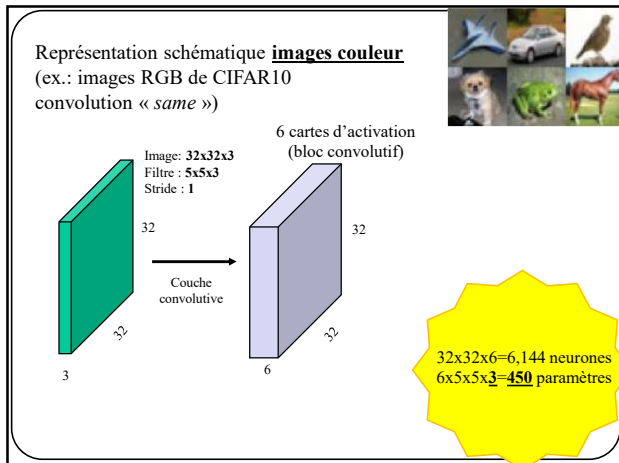 Représentation schématique images couleur
(ex.: images RGB de CIFAR10
convolution « same »)
6 cartes d'activation
(bloc convolutif)
Image: 32x32x3
Filtre : 5x5x3
Stride : 1
32
32
Couche
convolutive
32
32
3
6
32x32x6=6,144 neurones
6x5x5x3=450 paramètres